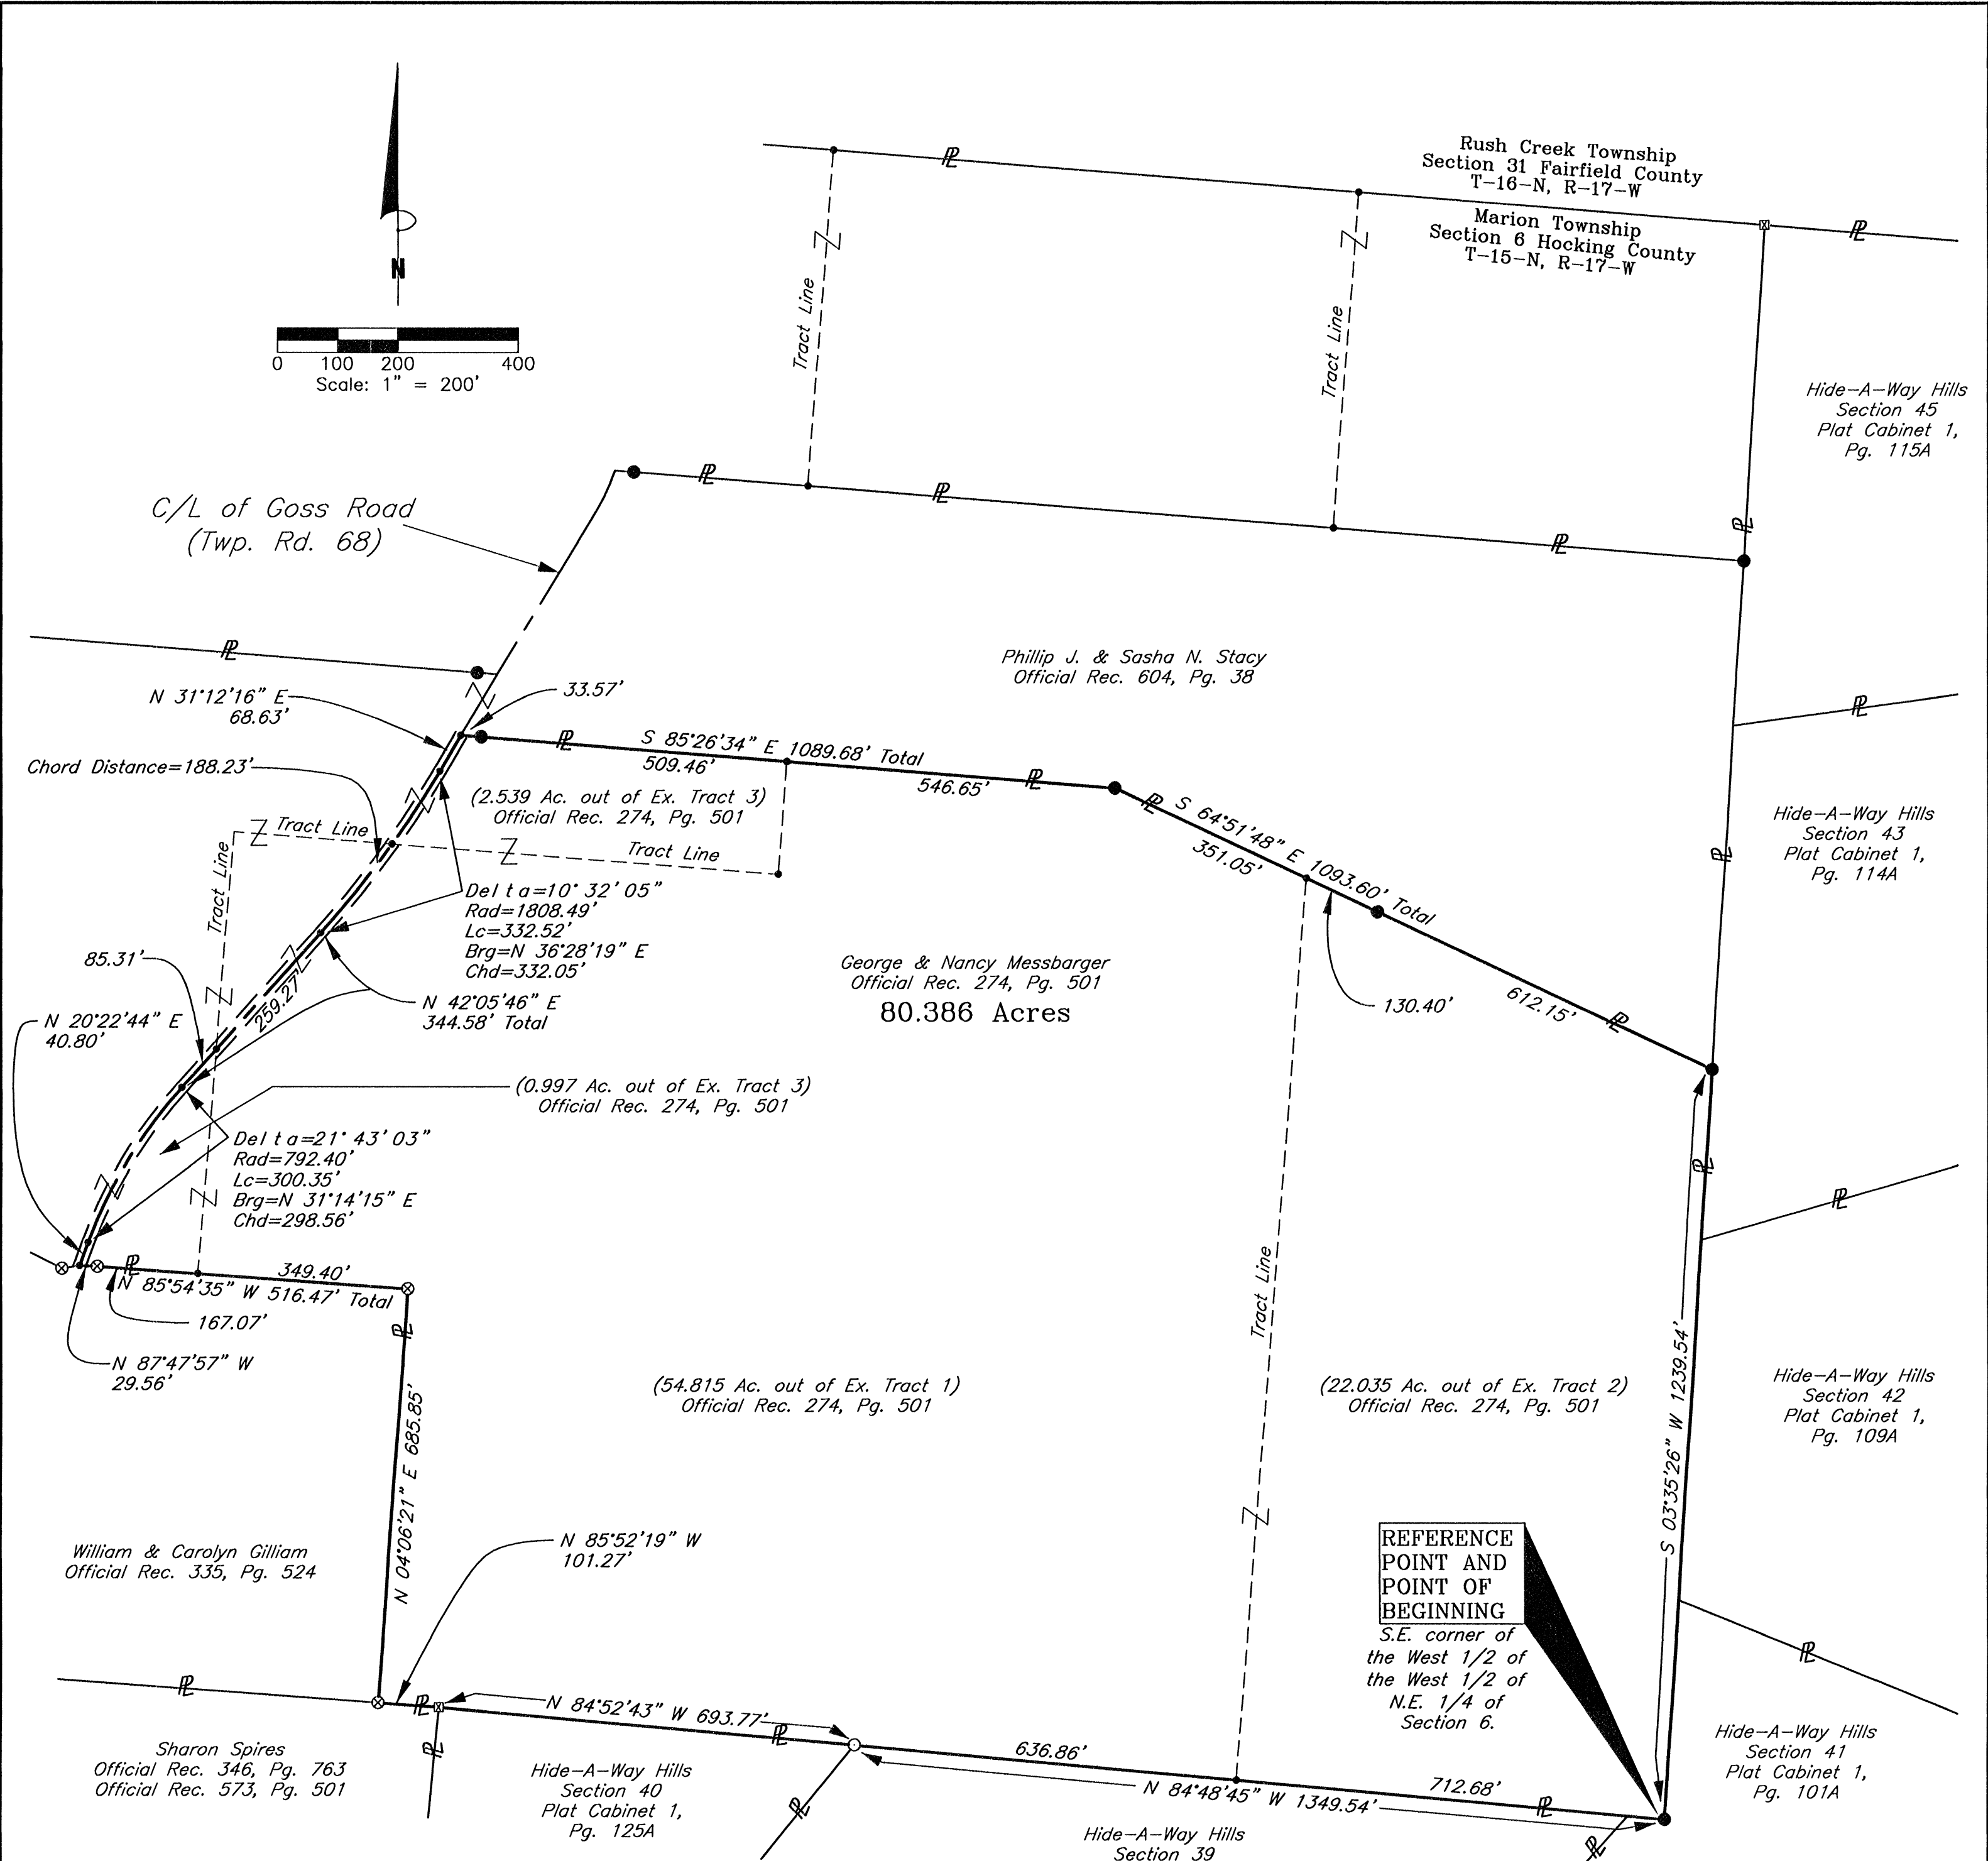 Rush Creek Township
Section 31 Fairfield County
T-16-N, R-17-W
Marion Township
Section 6 Hocking County
T-15-N, R-17-W
N
0 100 200 400
Scale: 1" = 200'
Tract Line
Tract Line
Hide-A-Way Hills
Section 45
Plat Cabinet 1,
Pg. 115A
C/L of Goss Road
(Twp. Rd. 68)
Phillip J. & Sasha N. Stacy
Official Rec. 604, Pg. 38
N 31°12'16" E
68.63'
33.57'
S 85°26'34" E 1089.68' Total
509.46'
546.65'
Chord Distance=188.23'
(2.539 Ac. out of Ex. Tract 3)
Official Rec. 274, Pg. 501
S 64°51'48" E 1093.60' Total
351.05'
130.40'
612.15'
Hide-A-Way Hills
Section 43
Plat Cabinet 1,
Pg. 114A
Tract Line
Tract Line
Tract Line
Delta=10°32'05"
Rad=1808.49'
Lc=332.52'
Brg=N 36°28'19" E
Chd=332.05'
85.31'
259.27'
N 42°05'46" E
344.58' Total
George & Nancy Messbarger
Official Rec. 274, Pg. 501
80.386 Acres
N 20°22'44" E
40.80'
(0.997 Ac. out of Ex. Tract 3)
Official Rec. 274, Pg. 501
Delta=21°43'03"
Rad=792.40'
Lc=300.35'
Brg=N 31°14'15" E
Chd=298.56'
349.40'
N 85°54'35" W 516.47' Total
167.07'
N 87°47'57" W
29.56'
N 04°06'21" E 685.85'
(54.815 Ac. out of Ex. Tract 1)
Official Rec. 274, Pg. 501
Tract Line
(22.035 Ac. out of Ex. Tract 2)
Official Rec. 274, Pg. 501
S 03°35'26" W 1239.54'
Hide-A-Way Hills
Section 42
Plat Cabinet 1,
Pg. 109A
William & Carolyn Gilliam
Official Rec. 335, Pg. 524
N 85°52'19" W
101.27'
REFERENCE
POINT AND
POINT OF
BEGINNING
S.E. corner of
the West 1/2 of
the West 1/2 of
N.E. 1/4 of
Section 6.
N 84°52'43" W 693.77'
636.86'
712.68'
N 84°48'45" W 1349.54'
Sharon Spires
Official Rec. 346, Pg. 763
Official Rec. 573, Pg. 501
Hide-A-Way Hills
Section 40
Plat Cabinet 1,
Pg. 125A
Hide-A-Way Hills
Section 41
Plat Cabinet 1,
Pg. 101A
Hide-A-Way Hills
Section 39